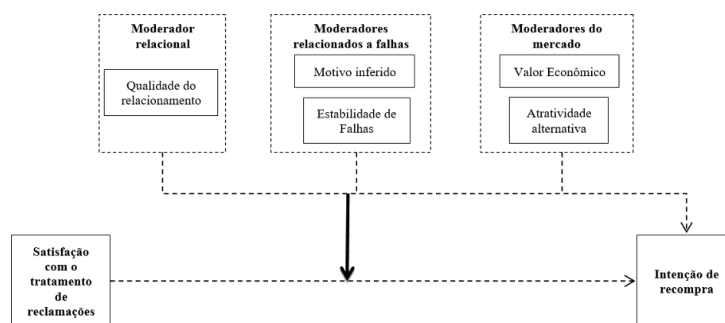 Moderador
relacional
Qualidade do
relacionamento
Moderadores
relacionados a falhas
Motivo inferido
Estabilidade de
Falhas
Moderadores do
mercado
Valor Econômico
Atratividade
alternativa
Satisfação
com o
tratamento
de
reclamações
Intenção de
recompra